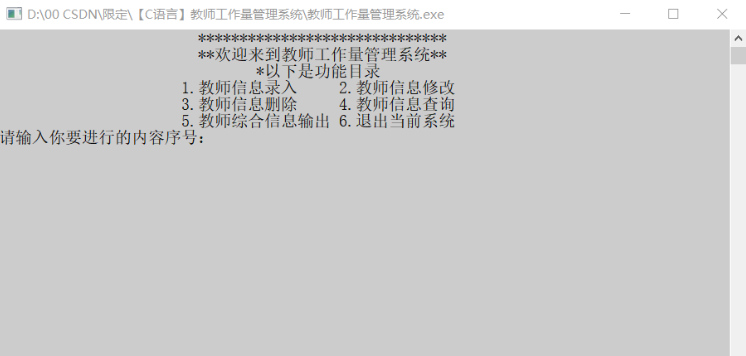 D:\00 CSDN\限定\【C语言】教师工作量管理系统\教师工作量管理系统.exe
******************************
**欢迎来到教师工作量管理系统**
*以下是功能目录
1.教师信息录入 2.教师信息修改
3.教师信息删除 4.教师信息查询
5.教师综合信息输出 6.退出当前系统
请输入你要进行的内容序号: